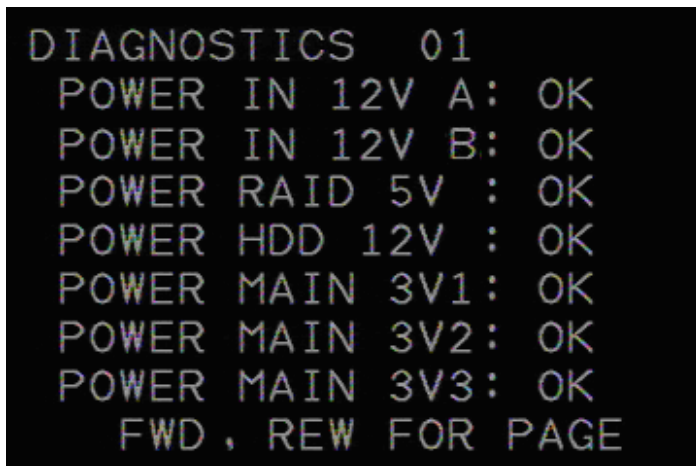 DIAGNOSTICS 01
POWER IN 12V A: OK
POWER IN 12V B: OK
POWER RAID 5V : OK
POWER HDD 12V : OK
POWER MAIN 3V1: OK
POWER MAIN 3V2: OK
POWER MAIN 3V3: OK
FWD, REW FOR PAGE